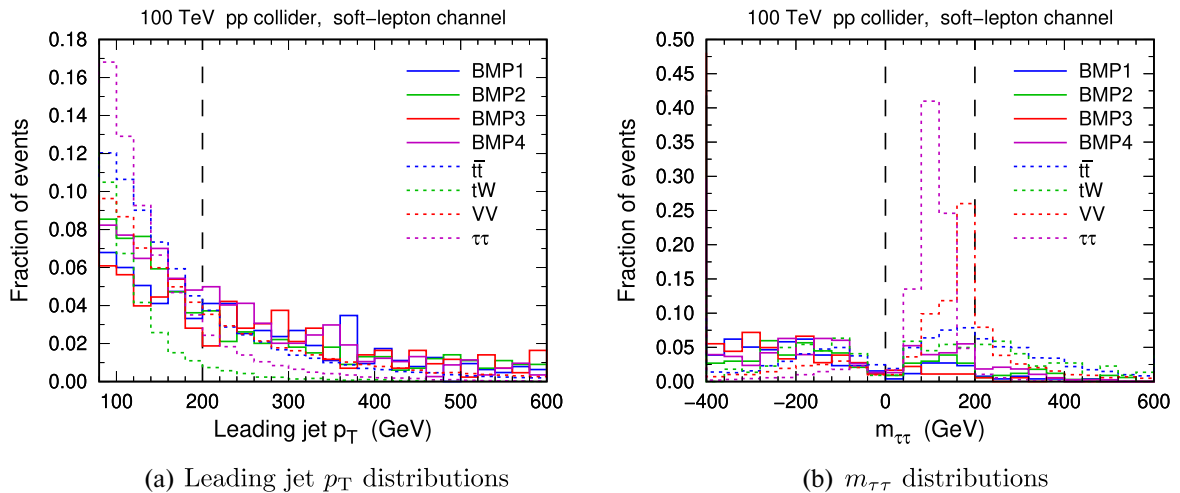 100 TeV pp collider, soft-lepton channel
Fraction of events
0.18
0.16
0.14
0.12
0.10
0.08
0.06
0.04
0.02
0.00
BMP1
BMP2
BMP3
BMP4
tt̄
tW
VV
ττ
100 200 300 400 500 600
Leading jet p_T (GeV)
(a) Leading jet p_T distributions
100 TeV pp collider, soft-lepton channel
Fraction of events
0.50
0.45
0.40
0.35
0.30
0.25
0.20
0.15
0.10
0.05
0.00
BMP1
BMP2
BMP3
BMP4
tt̄
tW
VV
ττ
−400 −200 0 200 400 600
m_ττ (GeV)
(b) m_ττ distributions